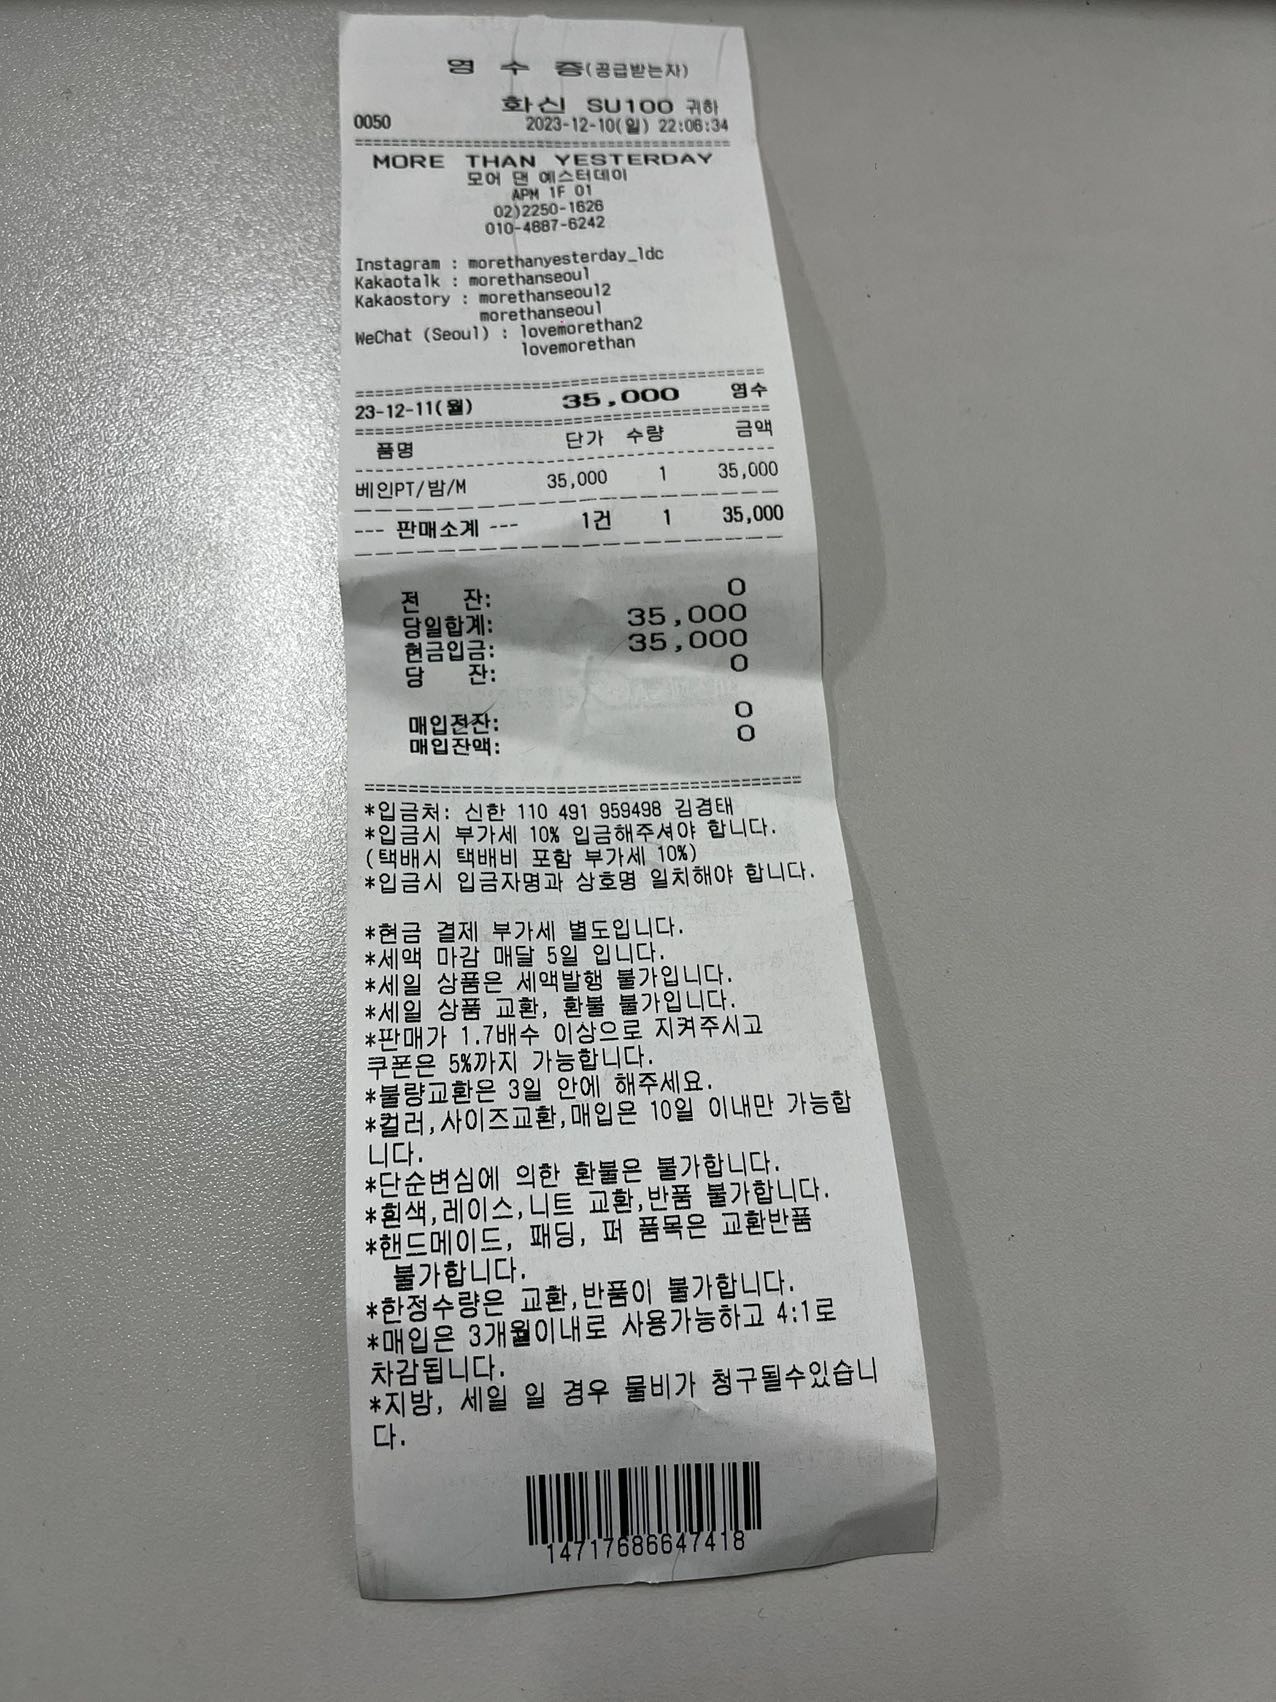 영 수 증(공급받는자)
화신 SU100 귀하
0050 2023-12-10(일) 22:06:34
MORE THAN YESTERDAY
모어 댄 예스터데이
APM 1F 01
02)2250-1626
010-4887-6242
Instagram : morethanyesterday_ldc
Kakaotalk : morethanseoul
Kakaostory : morethanseoul2
morethanseoul
WeChat (Seoul) : lovemorethan2
lovemorethan
23-12-11(월) 35,000 영수
품명 단가 수량 금액
베인PT/밤/M 35,000 1 35,000
--- 판매소계 --- 1건 1 35,000
전 잔: 0
당일합계: 35,000
현금입금: 35,000
당 잔: 0
매입전잔: 0
매입잔액: 0
*입금처: 신한 110 491 959498 김경태
*입금시 부가세 10% 입금해주셔야 합니다.
(택배시 택배비 포함 부가세 10%)
*입금시 입금자명과 상호명 일치해야 합니다.
*현금 결제 부가세 별도입니다.
*세액 마감 매달 5일 입니다.
*세일 상품은 세액발행 불가입니다.
*세일 상품 교환, 환불 불가입니다.
*판매가 1.7배수 이상으로 지켜주시고
쿠폰은 5%까지 가능합니다.
*불량교환은 3일 안에 해주세요.
*컬러,사이즈교환,매입은 10일 이내만 가능합
니다.
*단순변심에 의한 환불은 불가합니다.
*흰색,레이스,니트 교환,반품 불가합니다.
*핸드메이드, 패딩, 퍼 품목은 교환반품
불가합니다.
*한정수량은 교환,반품이 불가합니다.
*매입은 3개월이내로 사용가능하고 4:1로
차감됩니다.
*지방, 세일 일 경우 물비가 청구될수있습니
다.
14717686647418